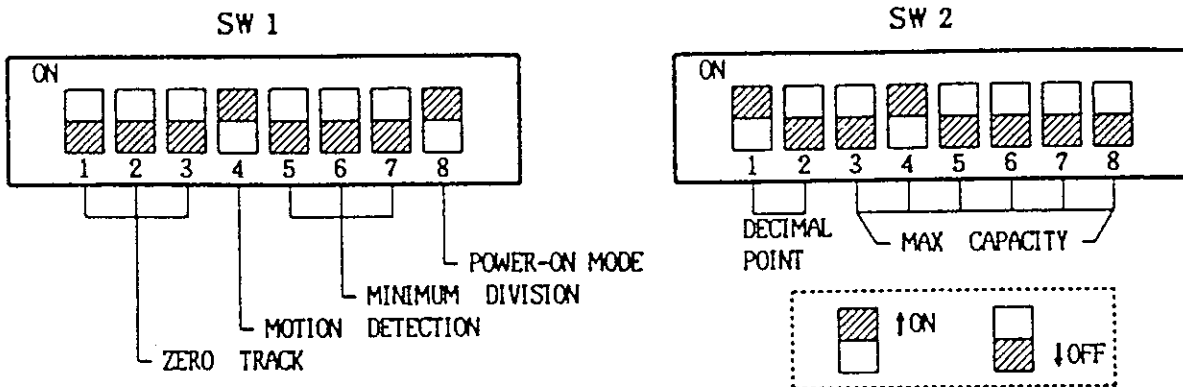 SW 1
ON
1 2 3 4 5 6 7 8
POWER-ON MODE
MINIMUM DIVISION
MOTION DETECTION
ZERO TRACK
SW 2
ON
1 2 3 4 5 6 7 8
DECIMAL
POINT
MAX CAPACITY
↑ON
↓OFF